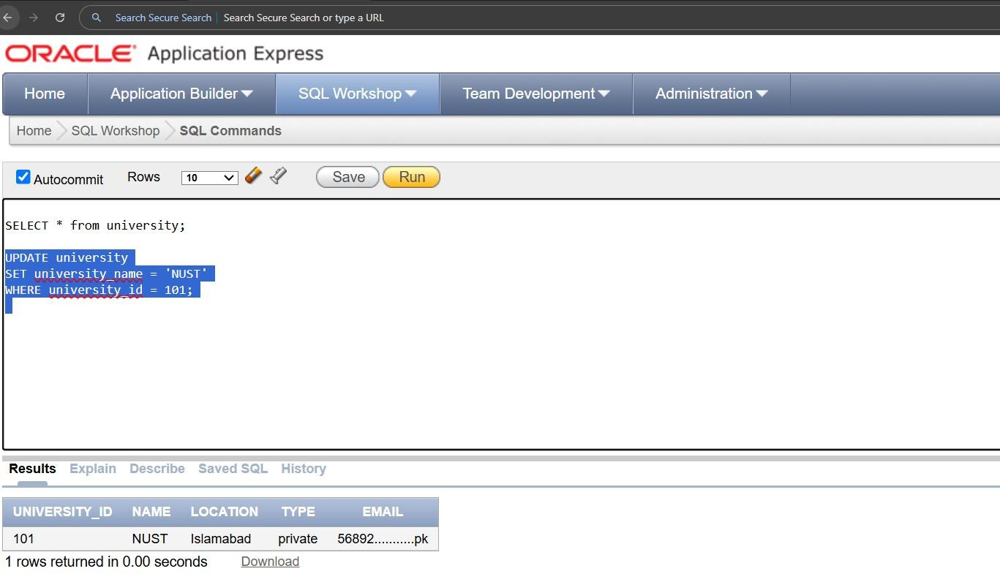 Search Secure Search | Search Secure Search or type a URL
ORACLE® Application Express
Home Application Builder SQL Workshop Team Development Administration
Home SQL Workshop SQL Commands
Autocommit Rows 10 Save Run
SELECT * from university;
UPDATE university
SET university_name = 'NUST'
WHERE university_id = 101;
Results Explain Describe Saved SQL History
UNIVERSITY_ID NAME LOCATION TYPE EMAIL
101 NUST Islamabad private 56892...........pk
1 rows returned in 0.00 seconds Download